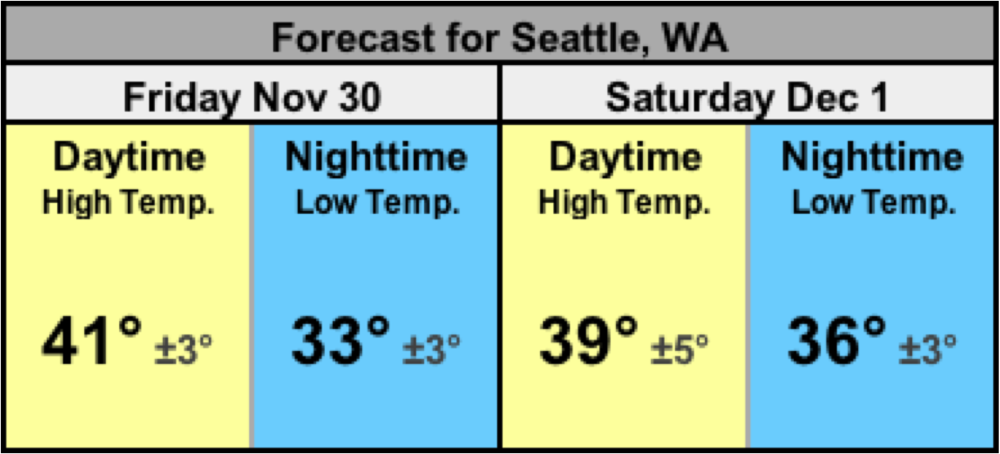 Forecast for Seattle, WA
Friday Nov 30
Saturday Dec 1
Daytime
High Temp.
41° ±3°
Nighttime
Low Temp.
33° ±3°
Daytime
High Temp.
39° ±5°
Nighttime
Low Temp.
36° ±3°